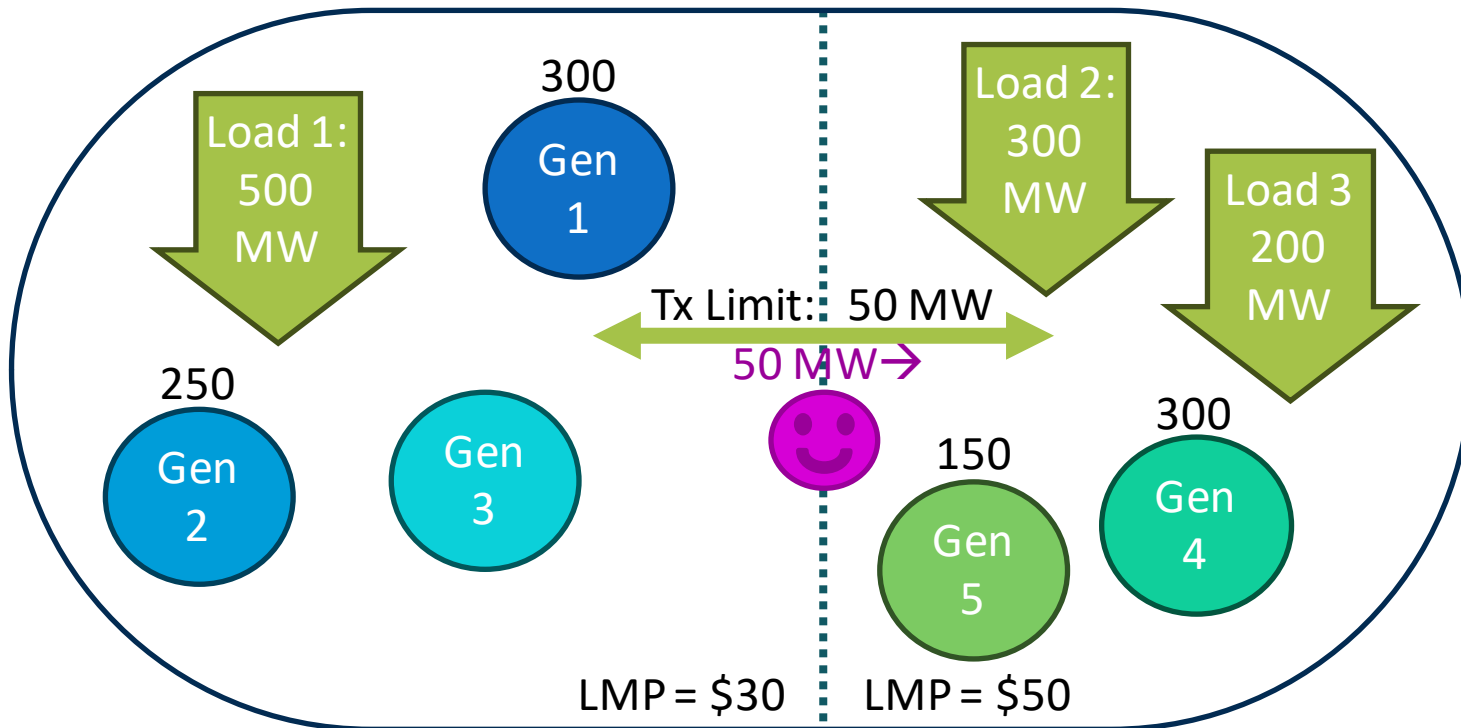 300
Load 1:
500
MW
Gen
1
Load 2:
300
MW
Load 3
200
MW
Tx Limit: 50 MW
50 MW→
250
Gen
2
Gen
3
150
Gen
5
300
Gen
4
LMP = $30
LMP = $50